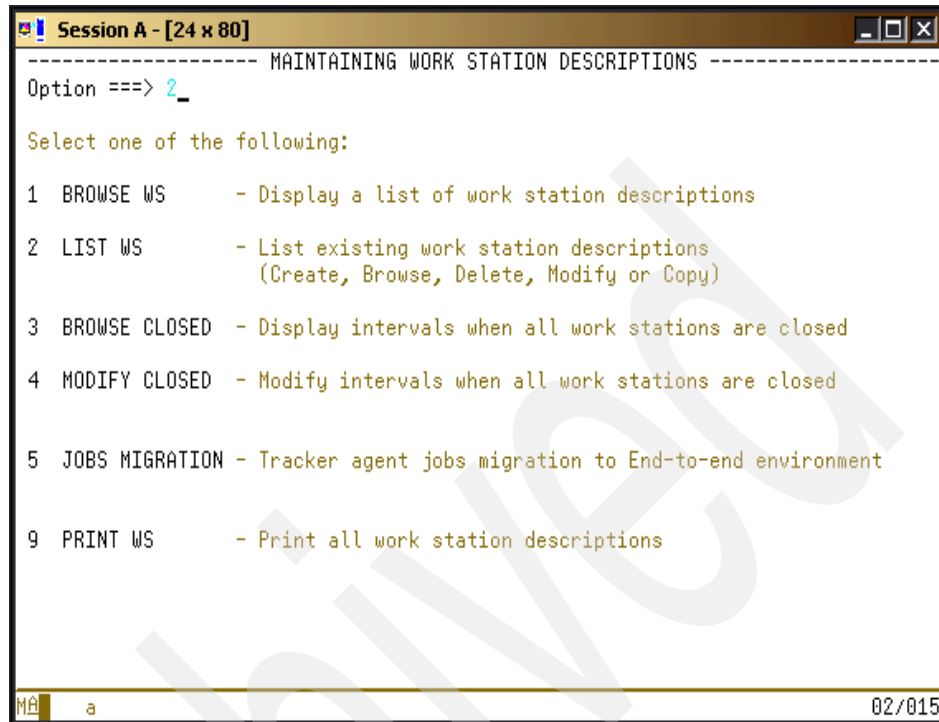 Session A - [24 x 80]
------------------- MAINTAINING WORK STATION DESCRIPTIONS -------------------
Option ===> 2_
Select one of the following:
1 BROWSE WS - Display a list of work station descriptions
2 LIST WS - List existing work station descriptions
(Create, Browse, Delete, Modify or Copy)
3 BROWSE CLOSED - Display intervals when all work stations are closed
4 MODIFY CLOSED - Modify intervals when all work stations are closed
5 JOBS MIGRATION - Tracker agent jobs migration to End-to-end environment
9 PRINT WS - Print all work station descriptions
MA a 02/015
hived